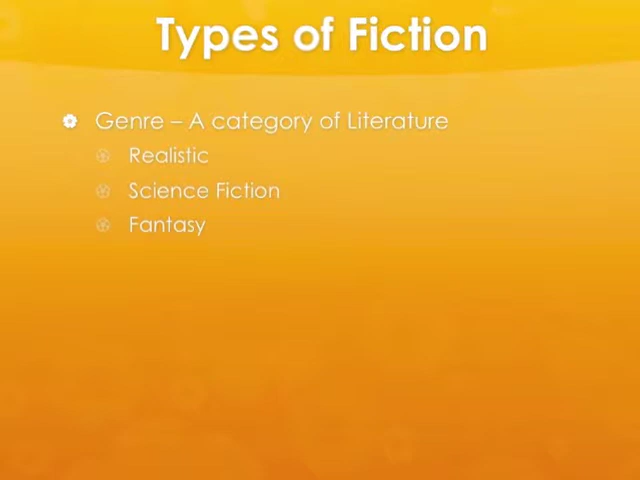 Types of Fiction
Genre – A category of Literature
Realistic
Science Fiction
Fantasy